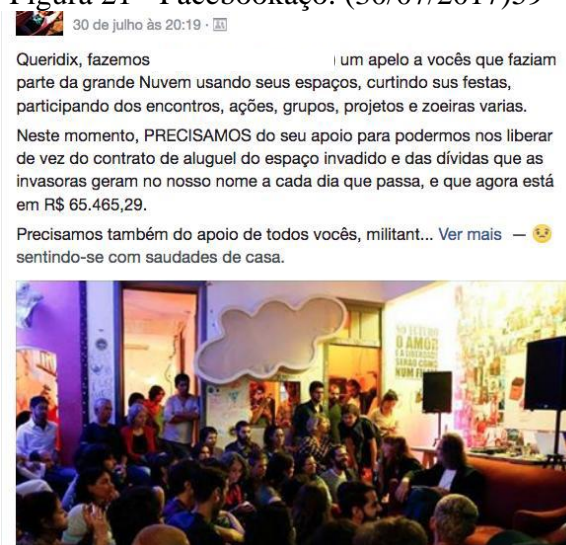 Figura 21 - Facebookaço. (30/07/2017)59
30 de julho às 20:19 ·
Queridix, fazemos um apelo a vocês que faziam
parte da grande Nuvem usando seus espaços, curtindo sus festas,
participando dos encontros, ações, grupos, projetos e zoeiras varias.
Neste momento, PRECISAMOS do seu apoio para podermos nos liberar
de vez do contrato de aluguel do espaço invadido e das dívidas que as
invasoras geram no nosso nome a cada dia que passa, e que agora está
em R$ 65.465,29.
Precisamos também do apoio de todos vocês, militant... Ver mais —
sentindo-se com saudades de casa.
O AMOR